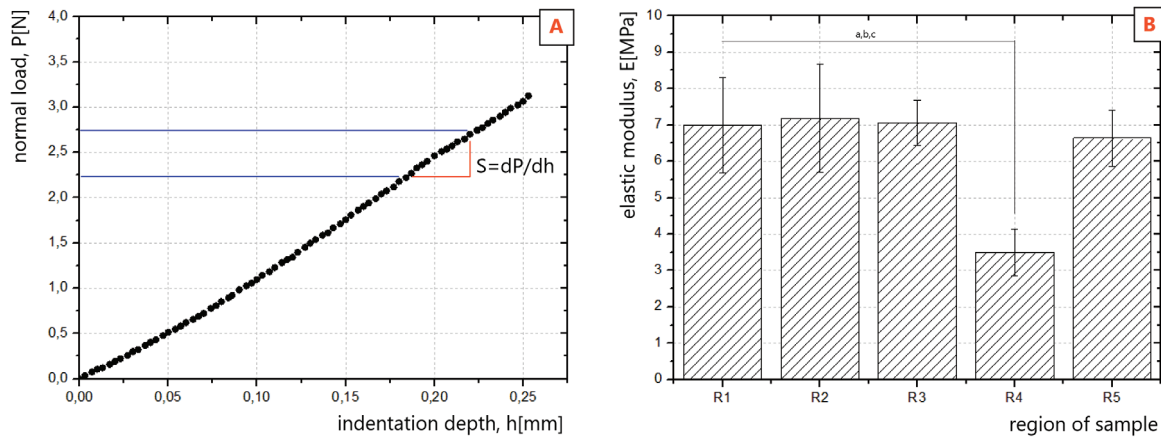 A
normal load, P[N]
4,0
3,5
3,0
2,5
2,0
1,5
1,0
0,5
0,0
S=dP/dh
0,00 0,05 0,10 0,15 0,20 0,25
indentation depth, h[mm]
B
elastic modulus, E[MPa]
10
9
8
7
6
5
4
3
2
1
0
a,b,c
R1 R2 R3 R4 R5
region of sample